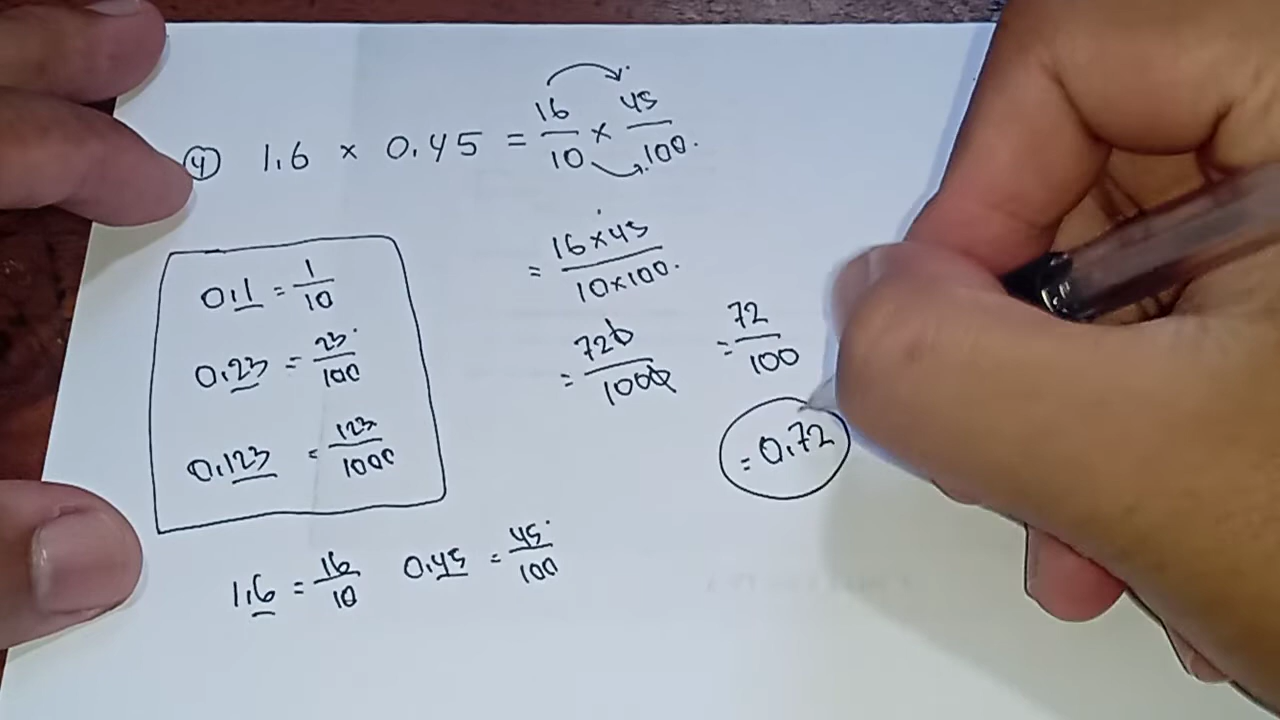 ④ 1.6 × 0.45 = 16/10 × 45/100
= 16×45/10×100
= 720/1000 = 72/100
= 0.72
0.1 = 1/10
0.23 = 23/100
0.123 = 123/1000
1.6 = 16/10 0.45 = 45/100